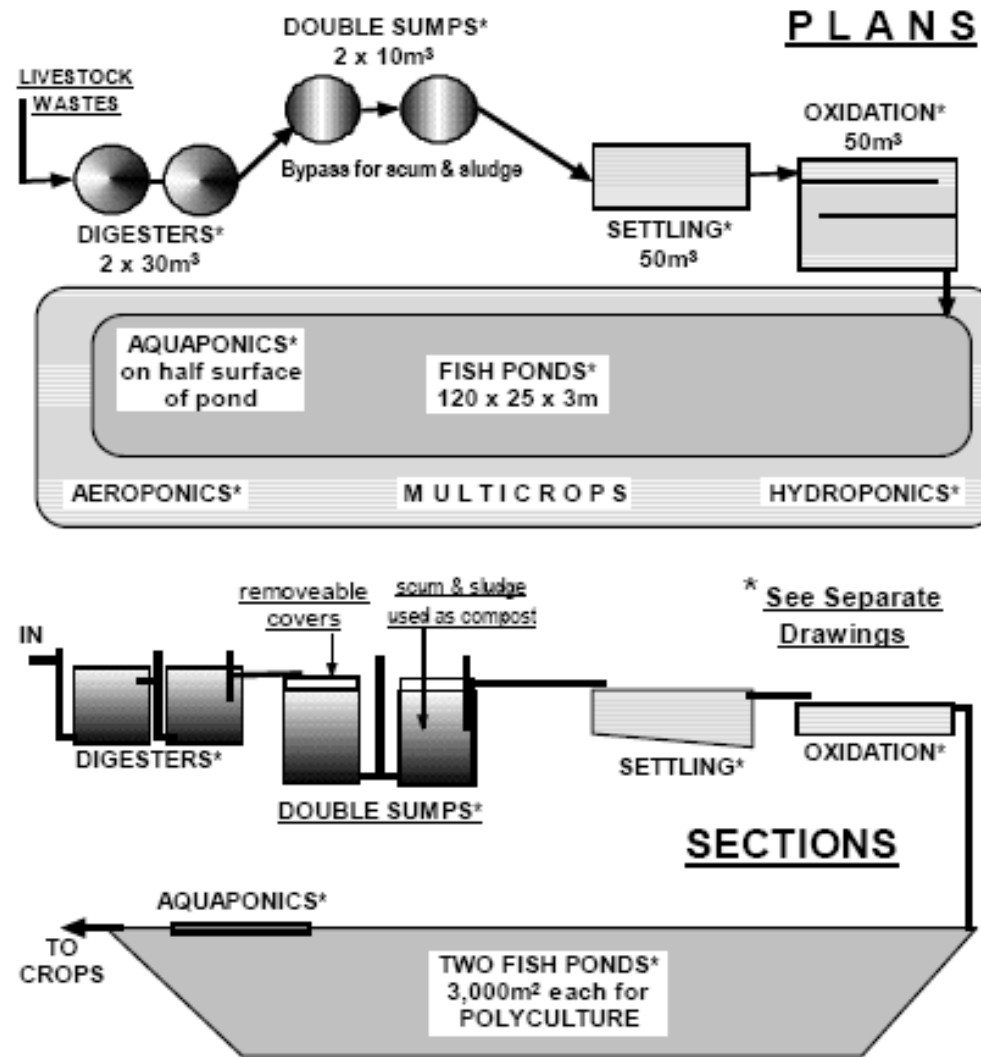 PLANS
DOUBLE SUMPS*
2 x 10m³
LIVESTOCK
WASTES
OXIDATION*
50m³
Bypass for scum & sludge
DIGESTERS*
2 x 30m³
SETTLING*
50m³
AQUAPONICS*
on half surface
of pond
FISH PONDS*
120 x 25 x 3m
AEROPONICS*
MULTICROPS
HYDROPONICS*
removeable
covers
scum & sludge
used as compost
* See Separate
Drawings
IN
DIGESTERS*
DOUBLE SUMPS*
SETTLING*
OXIDATION*
SECTIONS
AQUAPONICS*
TO
CROPS
TWO FISH PONDS*
3,000m² each for
POLYCULTURE